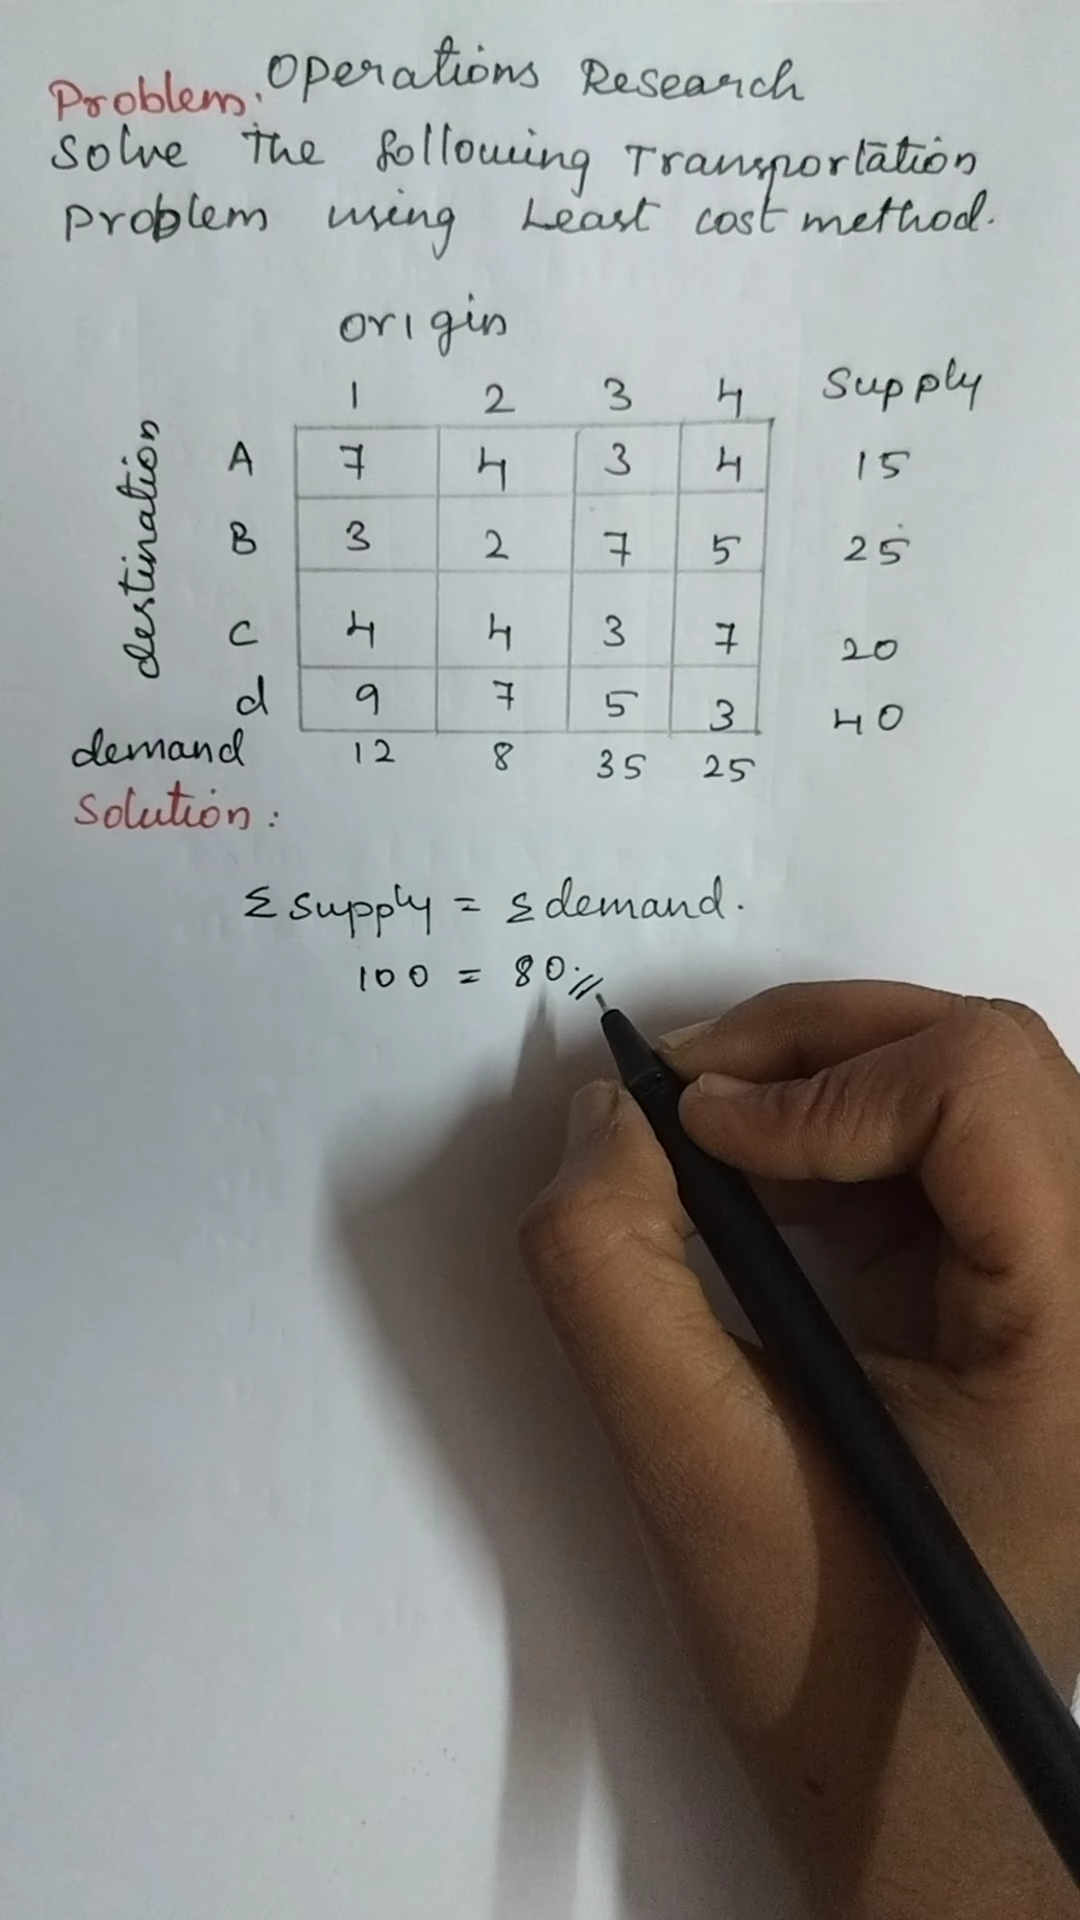 Operations Research
Problem.
Solve The following Transportation
Problem using Least cost method.
origin
1 2 3 4 Supply
destination
A 7 4 3 4 15
B 3 2 7 5 25
C 4 4 3 7 20
d 9 7 5 3 40
demand 12 8 35 25
Solution :
Σ supply = Σ demand.
100 = 80.//